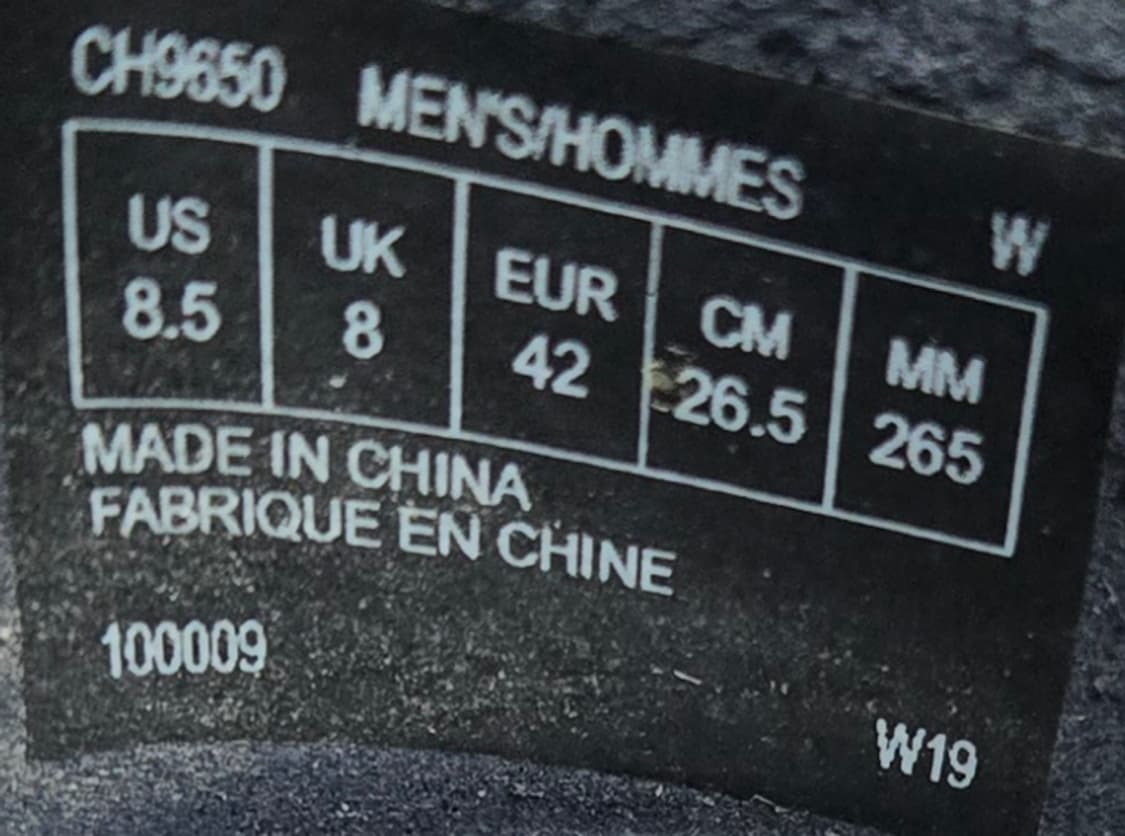 CH9650 MEN'S/HOMMES W
US UK EUR CM MM
8.5 8 42 26.5 265
MADE IN CHINA
FABRIQUE EN CHINE
100009
W19